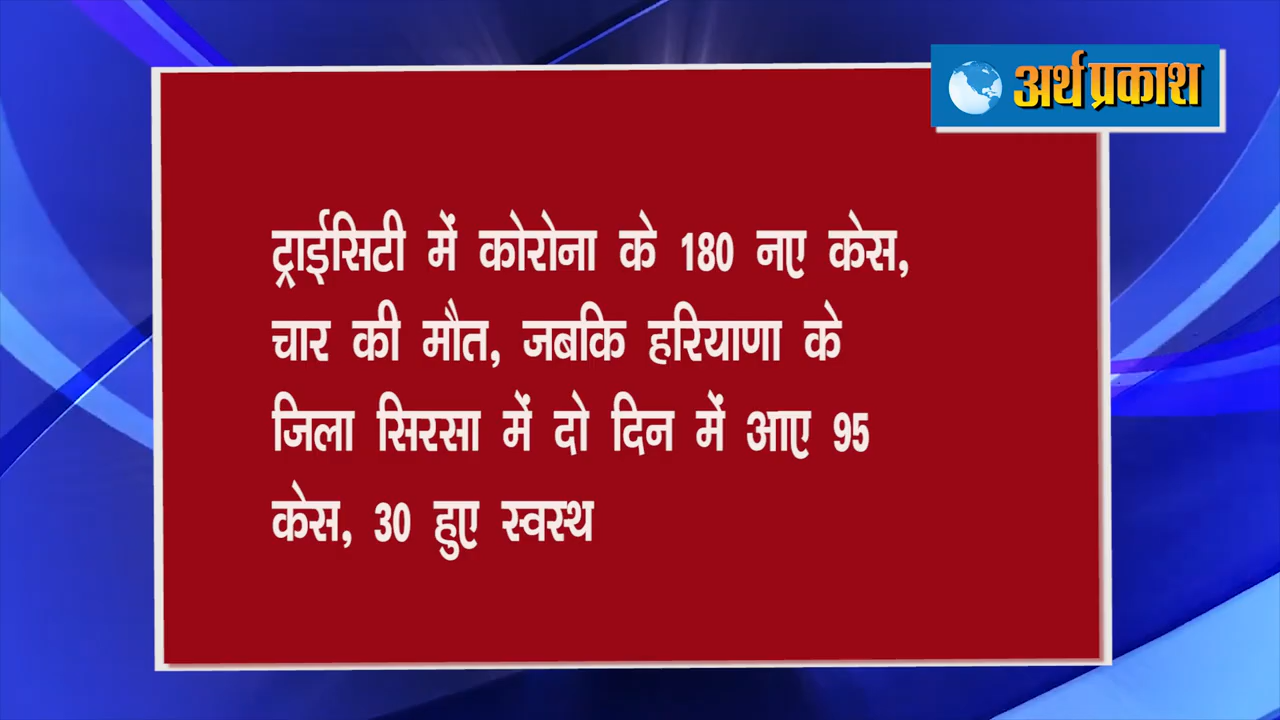 अर्थ प्रकाश
ट्राईसिटी में कोरोना के 180 नए केस,
चार की मौत, जबकि हरियाणा के
जिला सिरसा में दो दिन में आए 95
केस, 30 हुए स्वस्थ